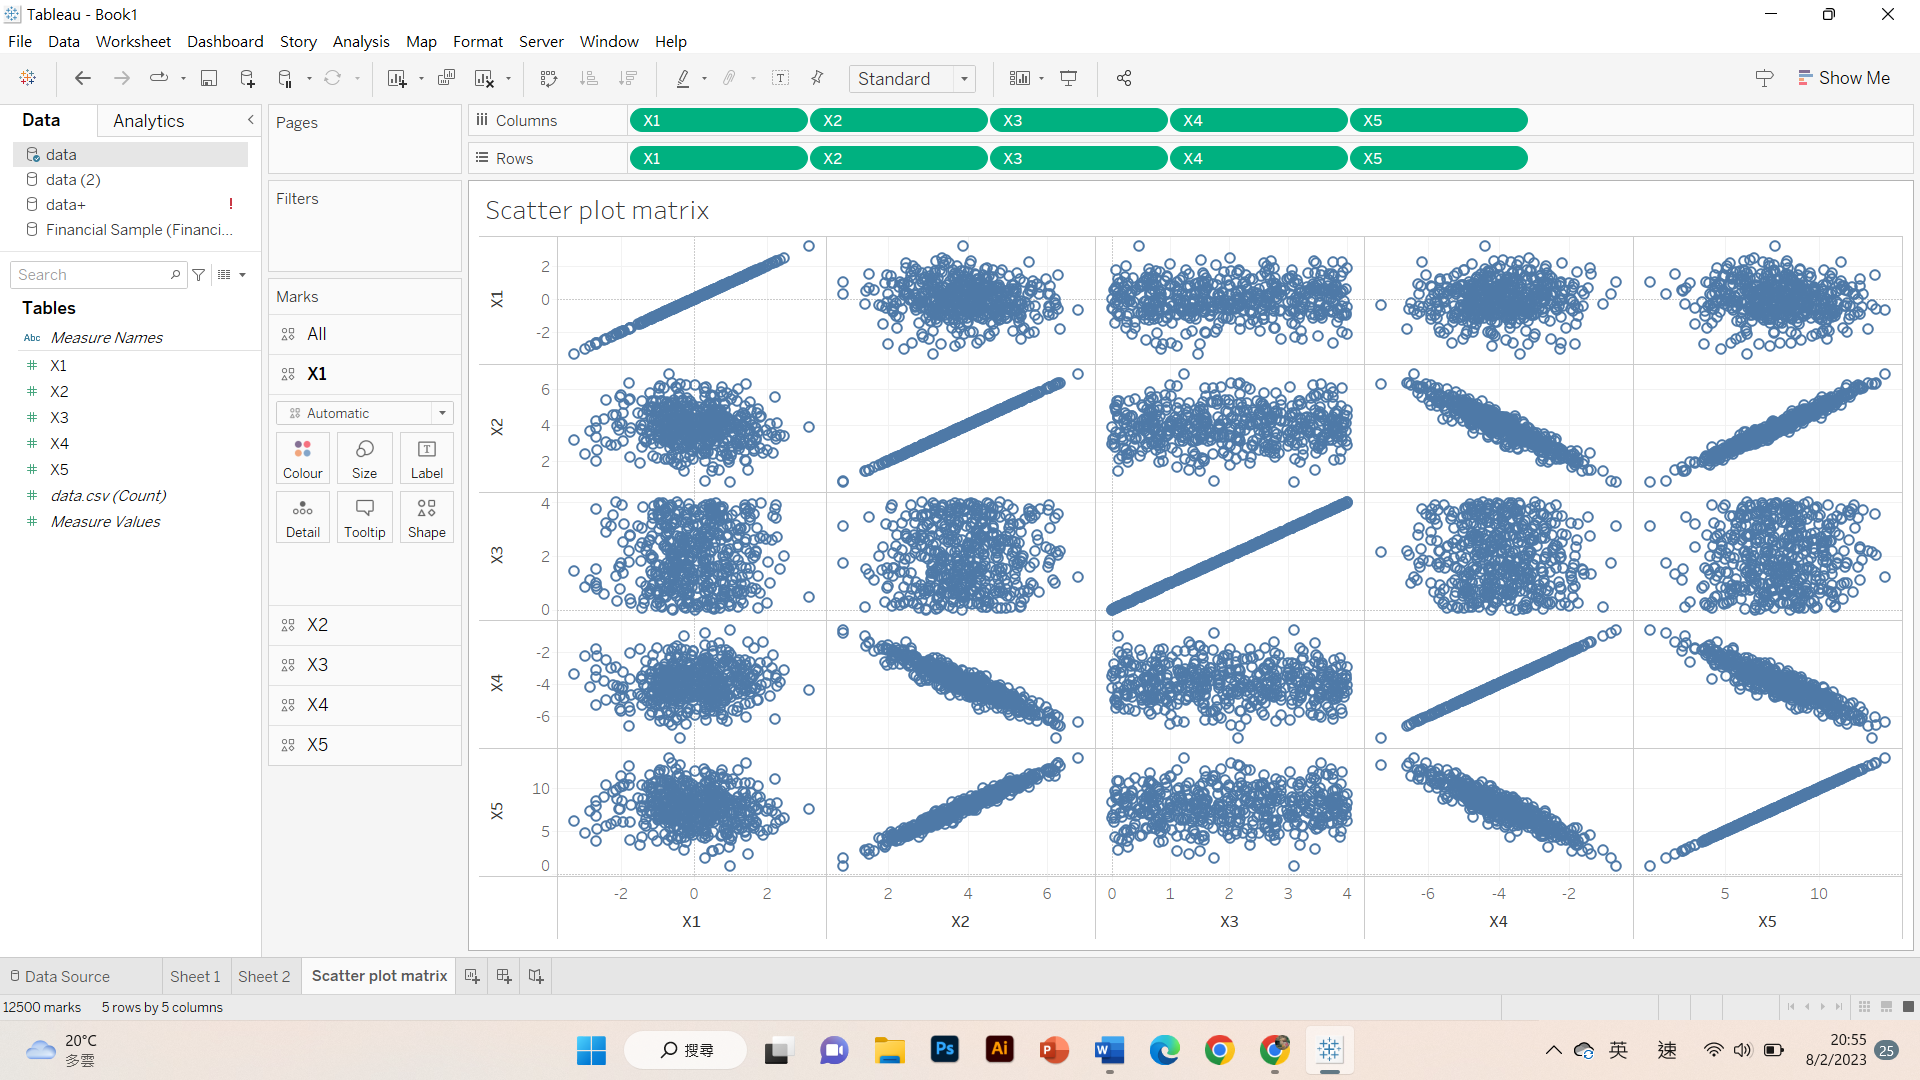 Tableau - Book1
File Data Worksheet Dashboard Story Analysis Map Format Server Window Help
Standard
Show Me
Data Analytics
data
data (2)
data+ !
Financial Sample (Financi...
Search
Tables
Abc Measure Names
X1
X2
X3
X4
X5
data.csv (Count)
Measure Values
Pages
Filters
Marks
All
X1
Automatic
Colour Size Label
Detail Tooltip Shape
X2
X3
X4
X5
Columns X1 X2 X3 X4 X5
Rows X1 X2 X3 X4 X5
Scatter plot matrix
X1 2 0 -2
X2 6 4 2
X3 4 2 0
X4 -2 -4 -6
X5 10 5 0
-2 0 2 2 4 6 0 1 2 3 4 -6 -4 -2 5 10
X1 X2 X3 X4 X5
Data Source Sheet 1 Sheet 2 Scatter plot matrix
12500 marks 5 rows by 5 columns
20°C
多雲
搜尋
Ps Ai P W
英 速
20:55
8/2/2023 25